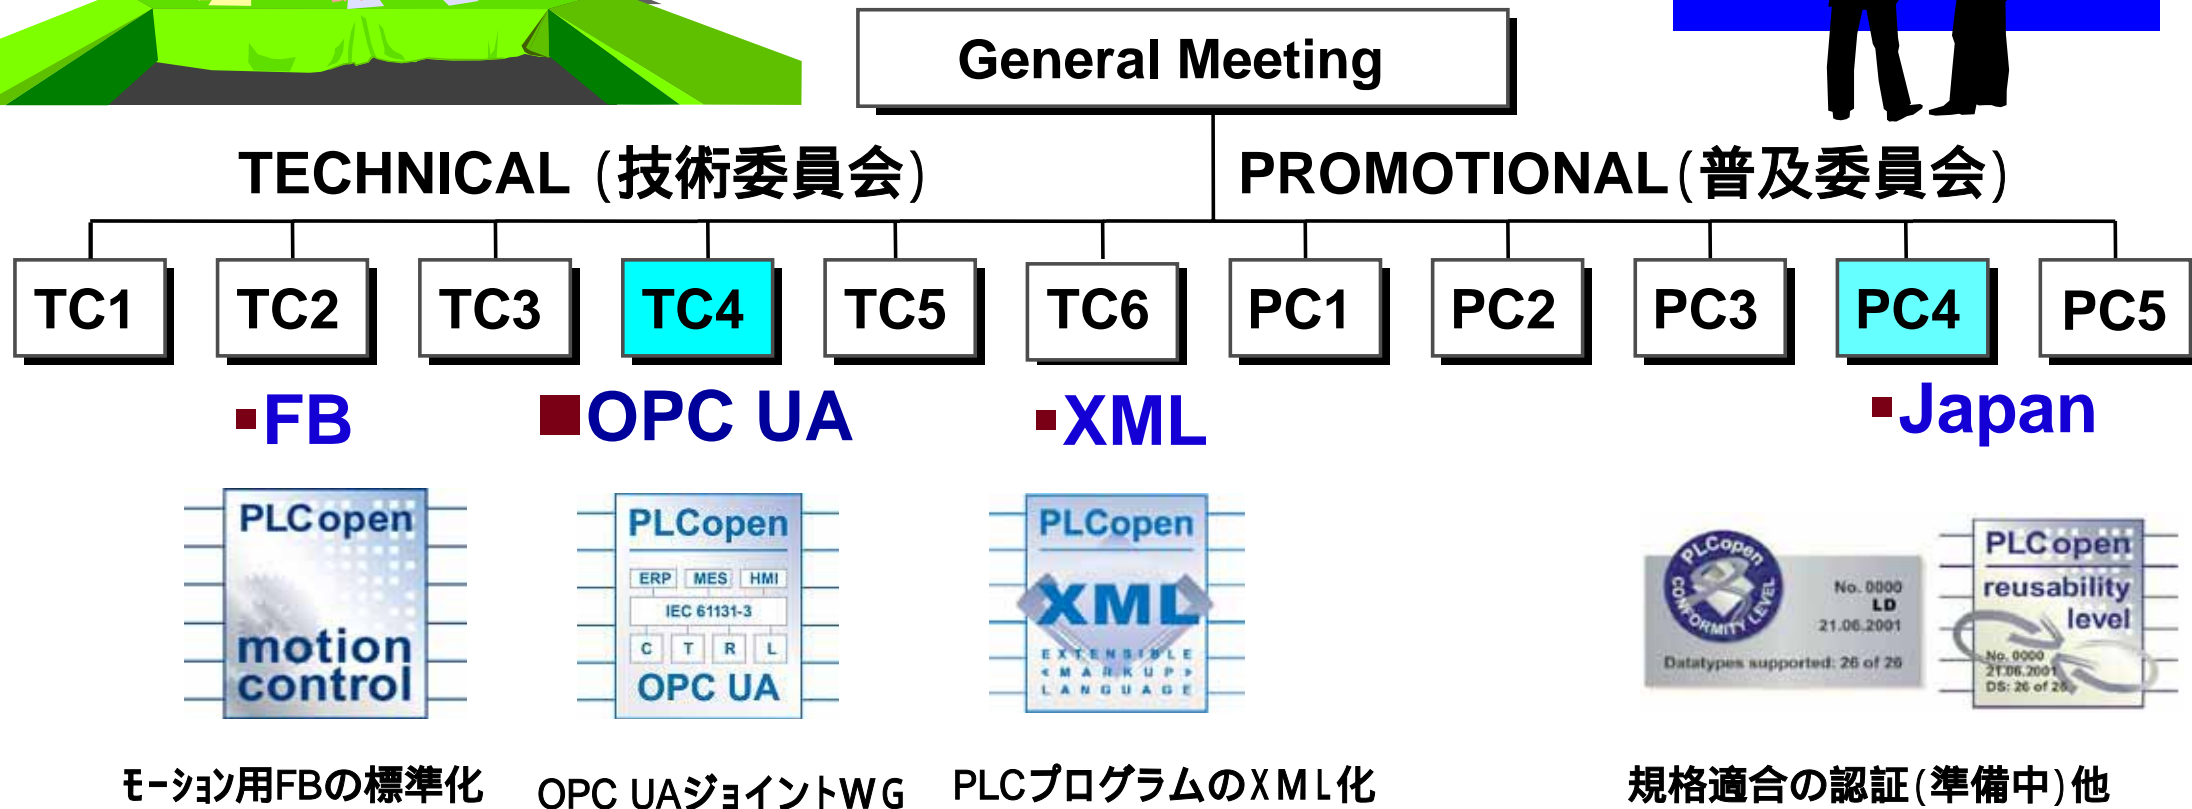 General Meeting
TECHNICAL (技術委員会)
PROMOTIONAL(普及委員会)
TC1
TC2
TC3
TC4
TC5
TC6
PC1
PC2
PC3
PC4
PC5
▪FB
■OPC UA
▪XML
▪Japan
PLCopen
motion
control
PLCopen
ERP MES HMI
IEC 61131-3
C T R L
OPC UA
PLCopen
XML
EXTENSIBLE
<MARKUP>
LANGUAGE
PLCopen
CONFORMITY LEVEL
No. 0000
LD
21.06.2001
Datatypes supported: 26 of 26
PLCopen
reusability
level
No. 0000
21.06.2001
DS: 26 of 26
ﾓｰｼｮﾝ用FBの標準化
OPC UAジョイントWG
PLCプログラムのXML化
規格適合の認証(準備中)他